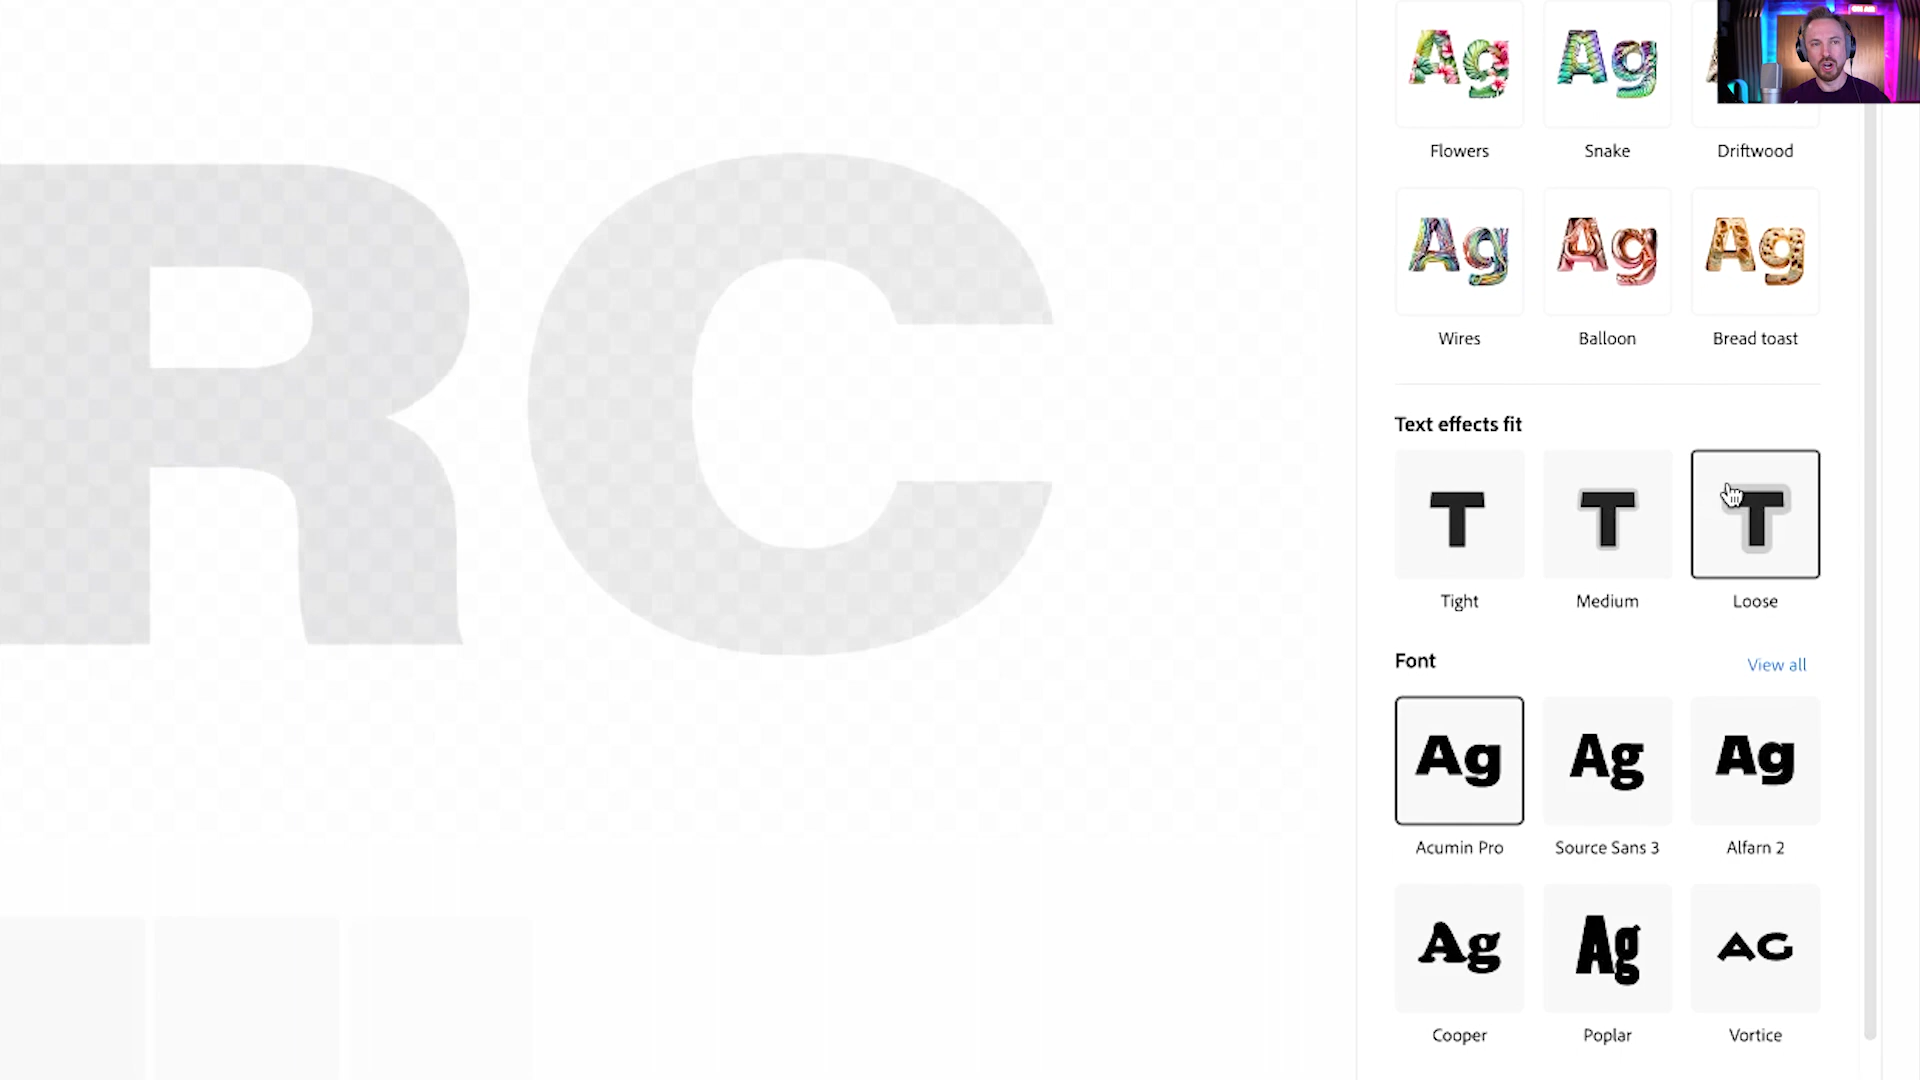 Ag Ag
Flowers Snake Driftwood
Ag Ag Ag
Wires Balloon Bread toast
RC
Text effects fit
T T T
Tight Medium Loose
Font View all
Ag Ag Ag
Acumin Pro Source Sans 3 Alfarn 2
Ag Ag AG
Cooper Poplar Vortice